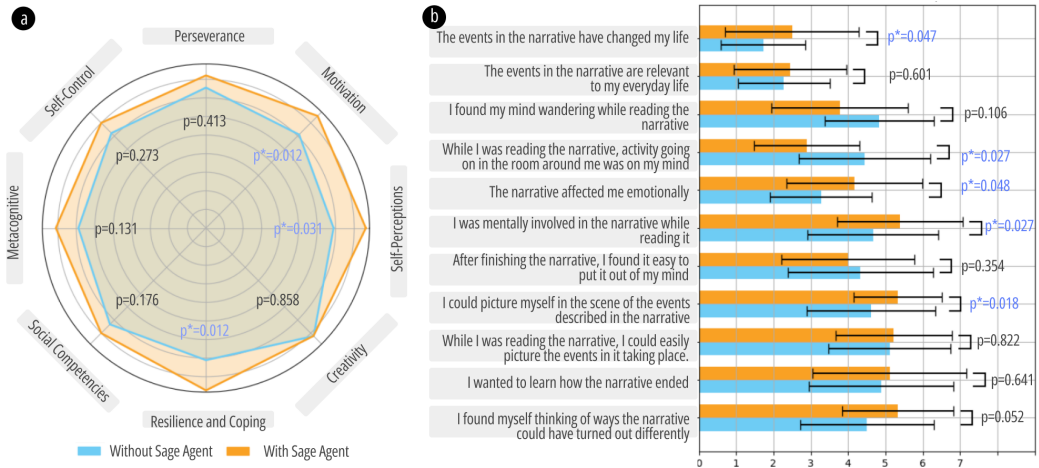 a
Perseverance
Self-Control
Motivation
p=0.413
p=0.273
p*=0.012
Metacognitive
p=0.131
p*=0.031
Self-Perceptions
p=0.176
p=0.858
p*=0.012
Social Competencies
Creativity
Resilience and Coping
Without Sage Agent
With Sage Agent
b
The events in the narrative have changed my life
p*=0.047
The events in the narrative are relevant
to my everyday life
p=0.601
I found my mind wandering while reading the
narrative
p=0.106
While I was reading the narrative, activity going
on in the room around me was on my mind
p*=0.027
The narrative affected me emotionally
p*=0.048
I was mentally involved in the narrative while
reading it
p*=0.027
After finishing the narrative, I found it easy to
put it out of my mind
p=0.354
I could picture myself in the scene of the events
described in the narrative
p*=0.018
While I was reading the narrative, I could easily
picture the events in it taking place.
p=0.822
I wanted to learn how the narrative ended
p=0.641
I found myself thinking of ways the narrative
could have turned out differently
p=0.052
0 1 2 3 4 5 6 7